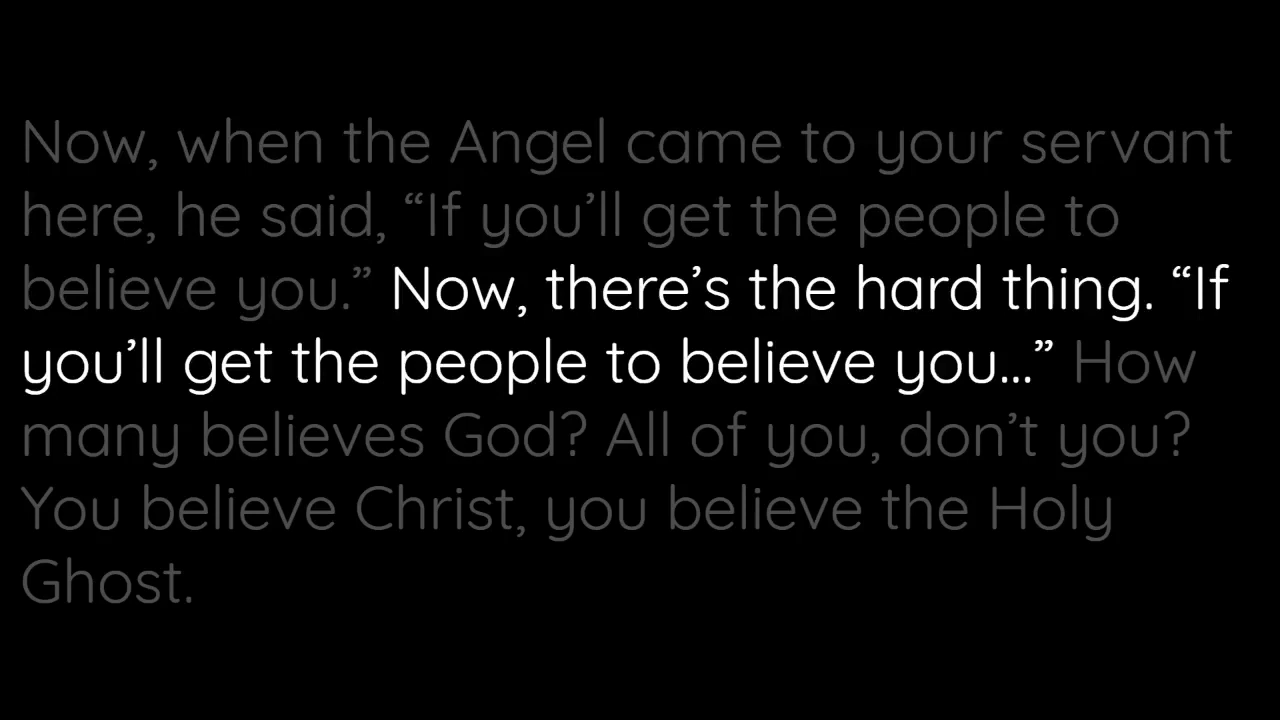 Now, when the Angel came to your servant
here, he said, “If you’ll get the people to
believe you.” Now, there’s the hard thing. “If
you’ll get the people to believe you...” How
many believes God? All of you, don’t you?
You believe Christ, you believe the Holy
Ghost.